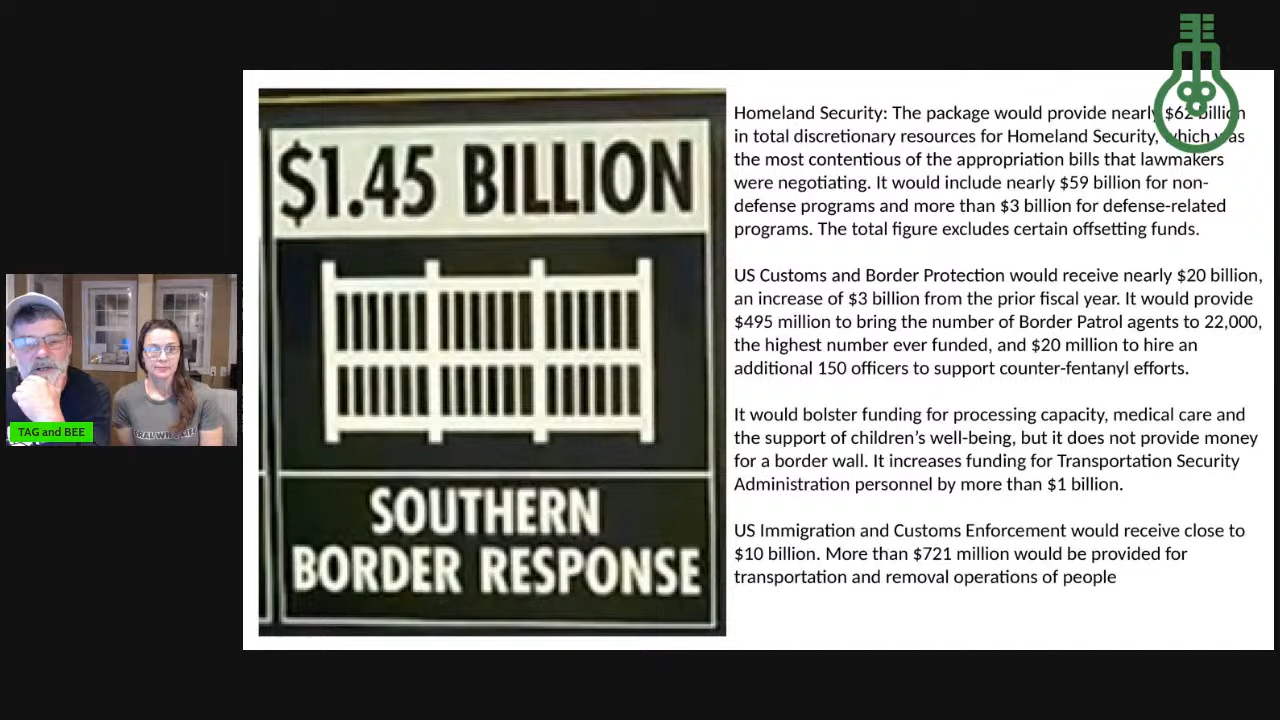 $1.45 BILLION
SOUTHERN
BORDER RESPONSE
Homeland Security: The package would provide nearly $62 billion
in total discretionary resources for Homeland Security, which was
the most contentious of the appropriation bills that lawmakers
were negotiating. It would include nearly $59 billion for non-
defense programs and more than $3 billion for defense-related
programs. The total figure excludes certain offsetting funds.
US Customs and Border Protection would receive nearly $20 billion,
an increase of $3 billion from the prior fiscal year. It would provide
$495 million to bring the number of Border Patrol agents to 22,000,
the highest number ever funded, and $20 million to hire an
additional 150 officers to support counter-fentanyl efforts.
It would bolster funding for processing capacity, medical care and
the support of children’s well-being, but it does not provide money
for a border wall. It increases funding for Transportation Security
Administration personnel by more than $1 billion.
US Immigration and Customs Enforcement would receive close to
$10 billion. More than $721 million would be provided for
transportation and removal operations of people
TAG and BEE